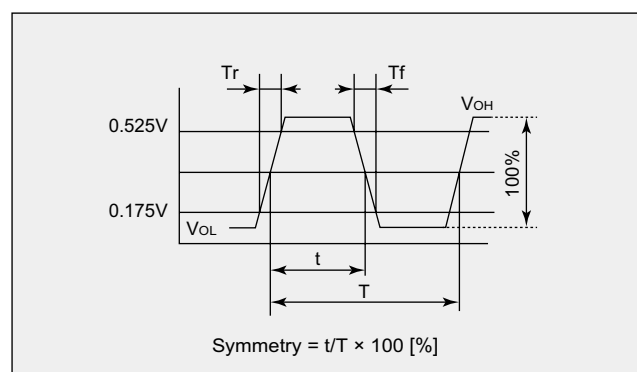 Tr
Tf
VOH
0.525V
100%
0.175V
VOL
t
T
Symmetry = t/T × 100 [%]